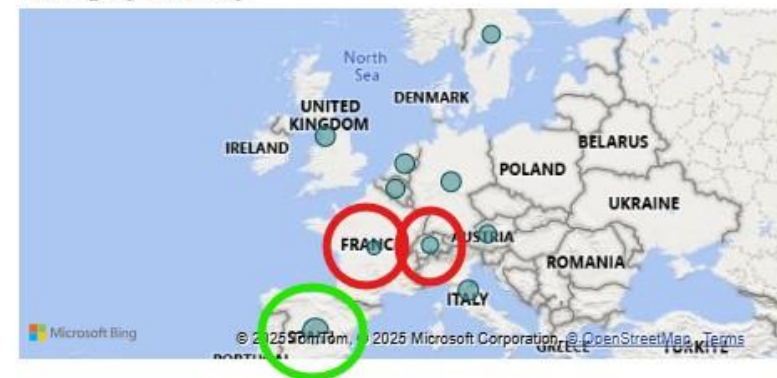 North
Sea
DENMARK
UNITED
KINGDOM
IRELAND
BELARUS
POLAND
UKRAINE
FRANC
AUSTRIA
ROMANIA
ITALY
Microsoft Bing
© 2025 TomTom, © 2025 Microsoft Corporation, © OpenStreetMap Terms